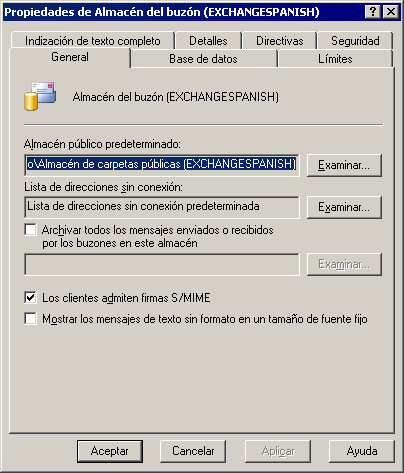 Propiedades de Almacén del buzón (EXCHANGESPANISH)
Indización de texto completo
Detalles
Directivas
Seguridad
General
Base de datos
Límites
Almacén del buzón (EXCHANGESPANISH)
Almacén público predeterminado:
o\Almacén de carpetas públicas (EXCHANGESPANISH)
Examinar...
Lista de direcciones sin conexión:
Lista de direcciones sin conexión predeterminada
Examinar...
Archivar todos los mensajes enviados o recibidos
por los buzones en este almacén
Examinar...
Los clientes admiten firmas S/MIME
Mostrar los mensajes de texto sin formato en un tamaño de fuente fijo
Aceptar
Cancelar
Aplicar
Ayuda